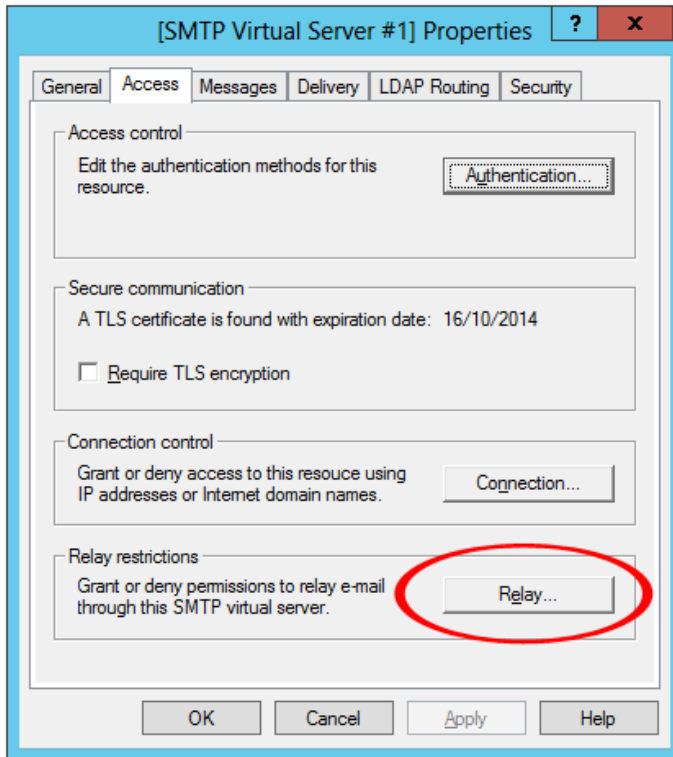 [SMTP Virtual Server #1] Properties ? x
General Access Messages Delivery LDAP Routing Security
Access control
Edit the authentication methods for this
resource.
Authentication...
Secure communication
A TLS certificate is found with expiration date: 16/10/2014
Require TLS encryption
Connection control
Grant or deny access to this resouce using
IP addresses or Internet domain names.
Connection...
Relay restrictions
Grant or deny permissions to relay e-mail
through this SMTP virtual server.
Relay...
OK Cancel Apply Help